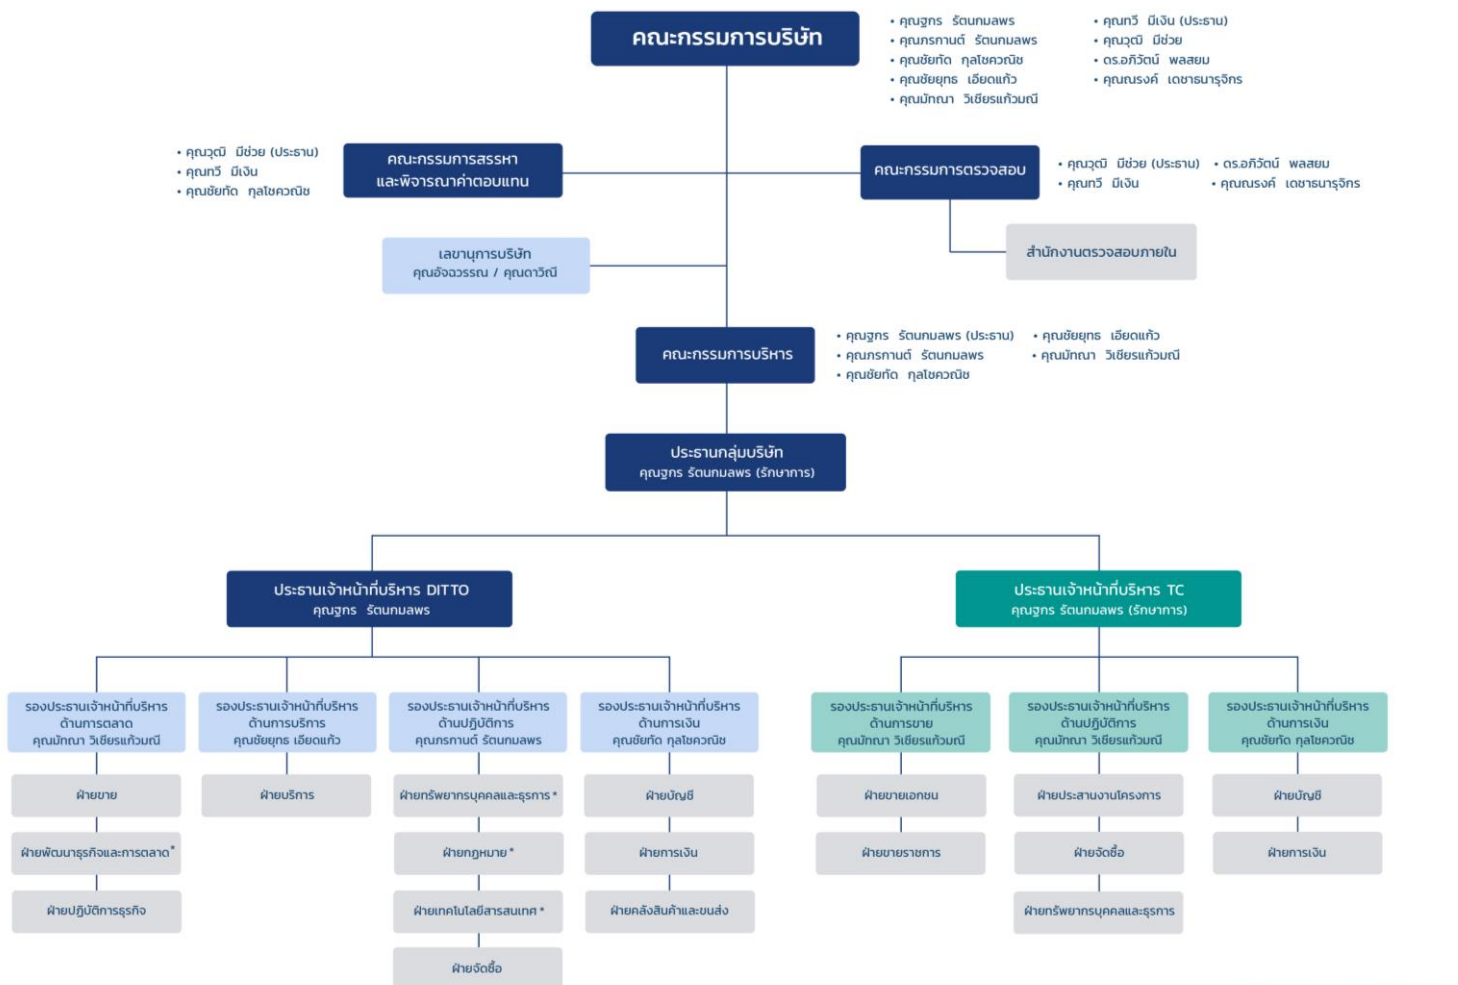 คณะกรรมการบริษัท
• คุณฐกร รัตนกมลพร
• คุณภรกานต์ รัตนกมลพร
• คุณชัยทัด กุลโชควณิช
• คุณชัยยุทธ เอียดแก้ว
• คุณมัทณา วิเชียรแก้วมณี
• คุณทวี มีเงิน (ประธาน)
• คุณวุฒิ มีช่วย
• ดร.อภิวัตน์ พลสยม
• คุณณรงค์ เดชาธนารุจิกร
• คุณวุฒิ มีช่วย (ประธาน)
• คุณทวี มีเงิน
• คุณชัยทัด กุลโชควณิช
คณะกรรมการสรรหา
และพิจารณาค่าตอบแทน
คณะกรรมการตรวจสอบ
• คุณวุฒิ มีช่วย (ประธาน)
• คุณทวี มีเงิน
• ดร.อภิวัตน์ พลสยม
• คุณณรงค์ เดชาธนารุจิกร
เลขานุการบริษัท
คุณอัจฉวรรณ / คุณดาวิณี
สำนักงานตรวจสอบภายใน
คณะกรรมการบริหาร
• คุณฐกร รัตนกมลพร (ประธาน)
• คุณภรกานต์ รัตนกมลพร
• คุณชัยทัด กุลโชควณิช
• คุณชัยยุทธ เอียดแก้ว
• คุณมัทณา วิเชียรแก้วมณี
ประธานกลุ่มบริษัท
คุณฐกร รัตนกมลพร (รักษาการ)
ประธานเจ้าหน้าที่บริหาร DITTO
คุณฐกร รัตนกมลพร
ประธานเจ้าหน้าที่บริหาร TC
คุณฐกร รัตนกมลพร (รักษาการ)
รองประธานเจ้าหน้าที่บริหาร
ด้านการตลาด
คุณมัทณา วิเชียรแก้วมณี
ฝ่ายขาย
ฝ่ายพัฒนาธุรกิจและการตลาด*
ฝ่ายปฏิบัติการธุรกิจ
รองประธานเจ้าหน้าที่บริหาร
ด้านการบริการ
คุณชัยยุทธ เอียดแก้ว
ฝ่ายบริการ
รองประธานเจ้าหน้าที่บริหาร
ด้านปฏิบัติการ
คุณภรกานต์ รัตนกมลพร
ฝ่ายทรัพยากรบุคคลและธุรการ*
ฝ่ายกฎหมาย*
ฝ่ายเทคโนโลยีสารสนเทศ*
ฝ่ายจัดซื้อ
รองประธานเจ้าหน้าที่บริหาร
ด้านการเงิน
คุณชัยทัด กุลโชควณิช
ฝ่ายบัญชี
ฝ่ายการเงิน
ฝ่ายคลังสินค้าและขนส่ง
รองประธานเจ้าหน้าที่บริหาร
ด้านการขาย
คุณมัทณา วิเชียรแก้วมณี
ฝ่ายขายเอกชน
ฝ่ายขายราชการ
รองประธานเจ้าหน้าที่บริหาร
ด้านปฏิบัติการ
คุณมัทณา วิเชียรแก้วมณี
ฝ่ายประสานงานโครงการ
ฝ่ายจัดซื้อ
ฝ่ายทรัพยากรบุคคลและธุรการ
รองประธานเจ้าหน้าที่บริหาร
ด้านการเงิน
คุณชัยทัด กุลโชควณิช
ฝ่ายบัญชี
ฝ่ายการเงิน